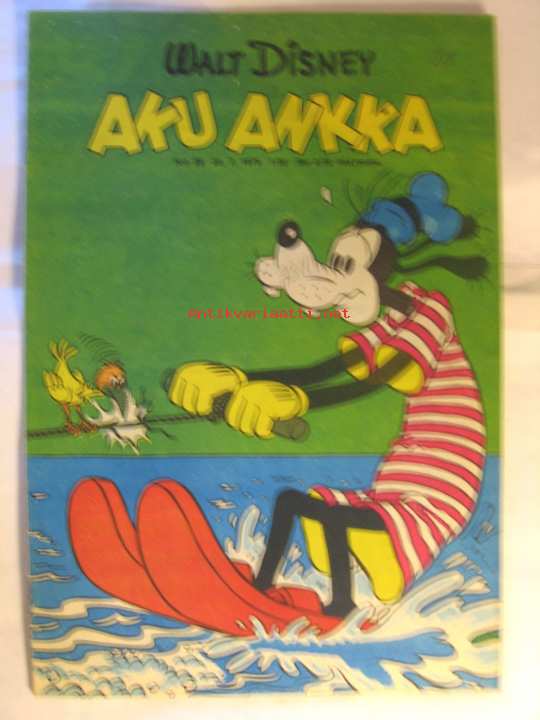 WALT DISNEY
AKU ANKKA
Antikvariaatti.net